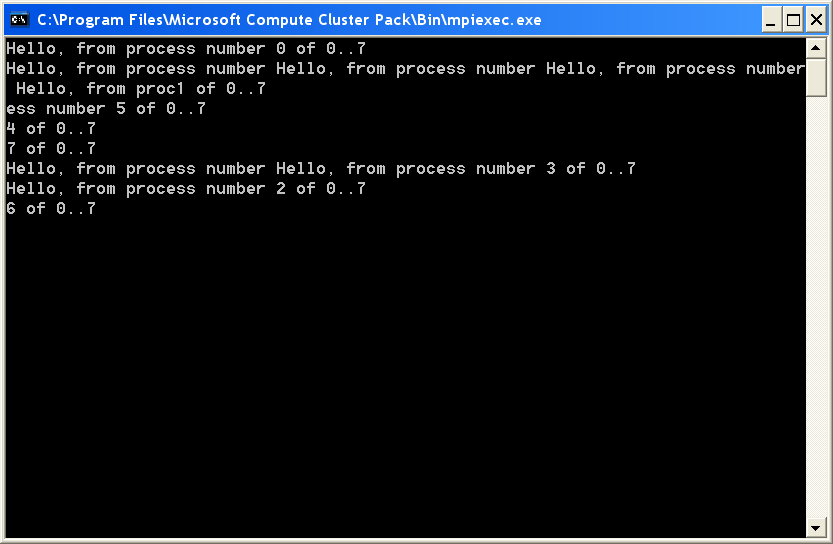 C:\Program Files\Microsoft Compute Cluster Pack\Bin\mpiexec.exe
Hello, from process number 0 of 0..7
Hello, from process number Hello, from process number Hello, from process number
 Hello, from proc1 of 0..7
ess number 5 of 0..7
4 of 0..7
7 of 0..7
Hello, from process number Hello, from process number 3 of 0..7
Hello, from process number 2 of 0..7
6 of 0..7